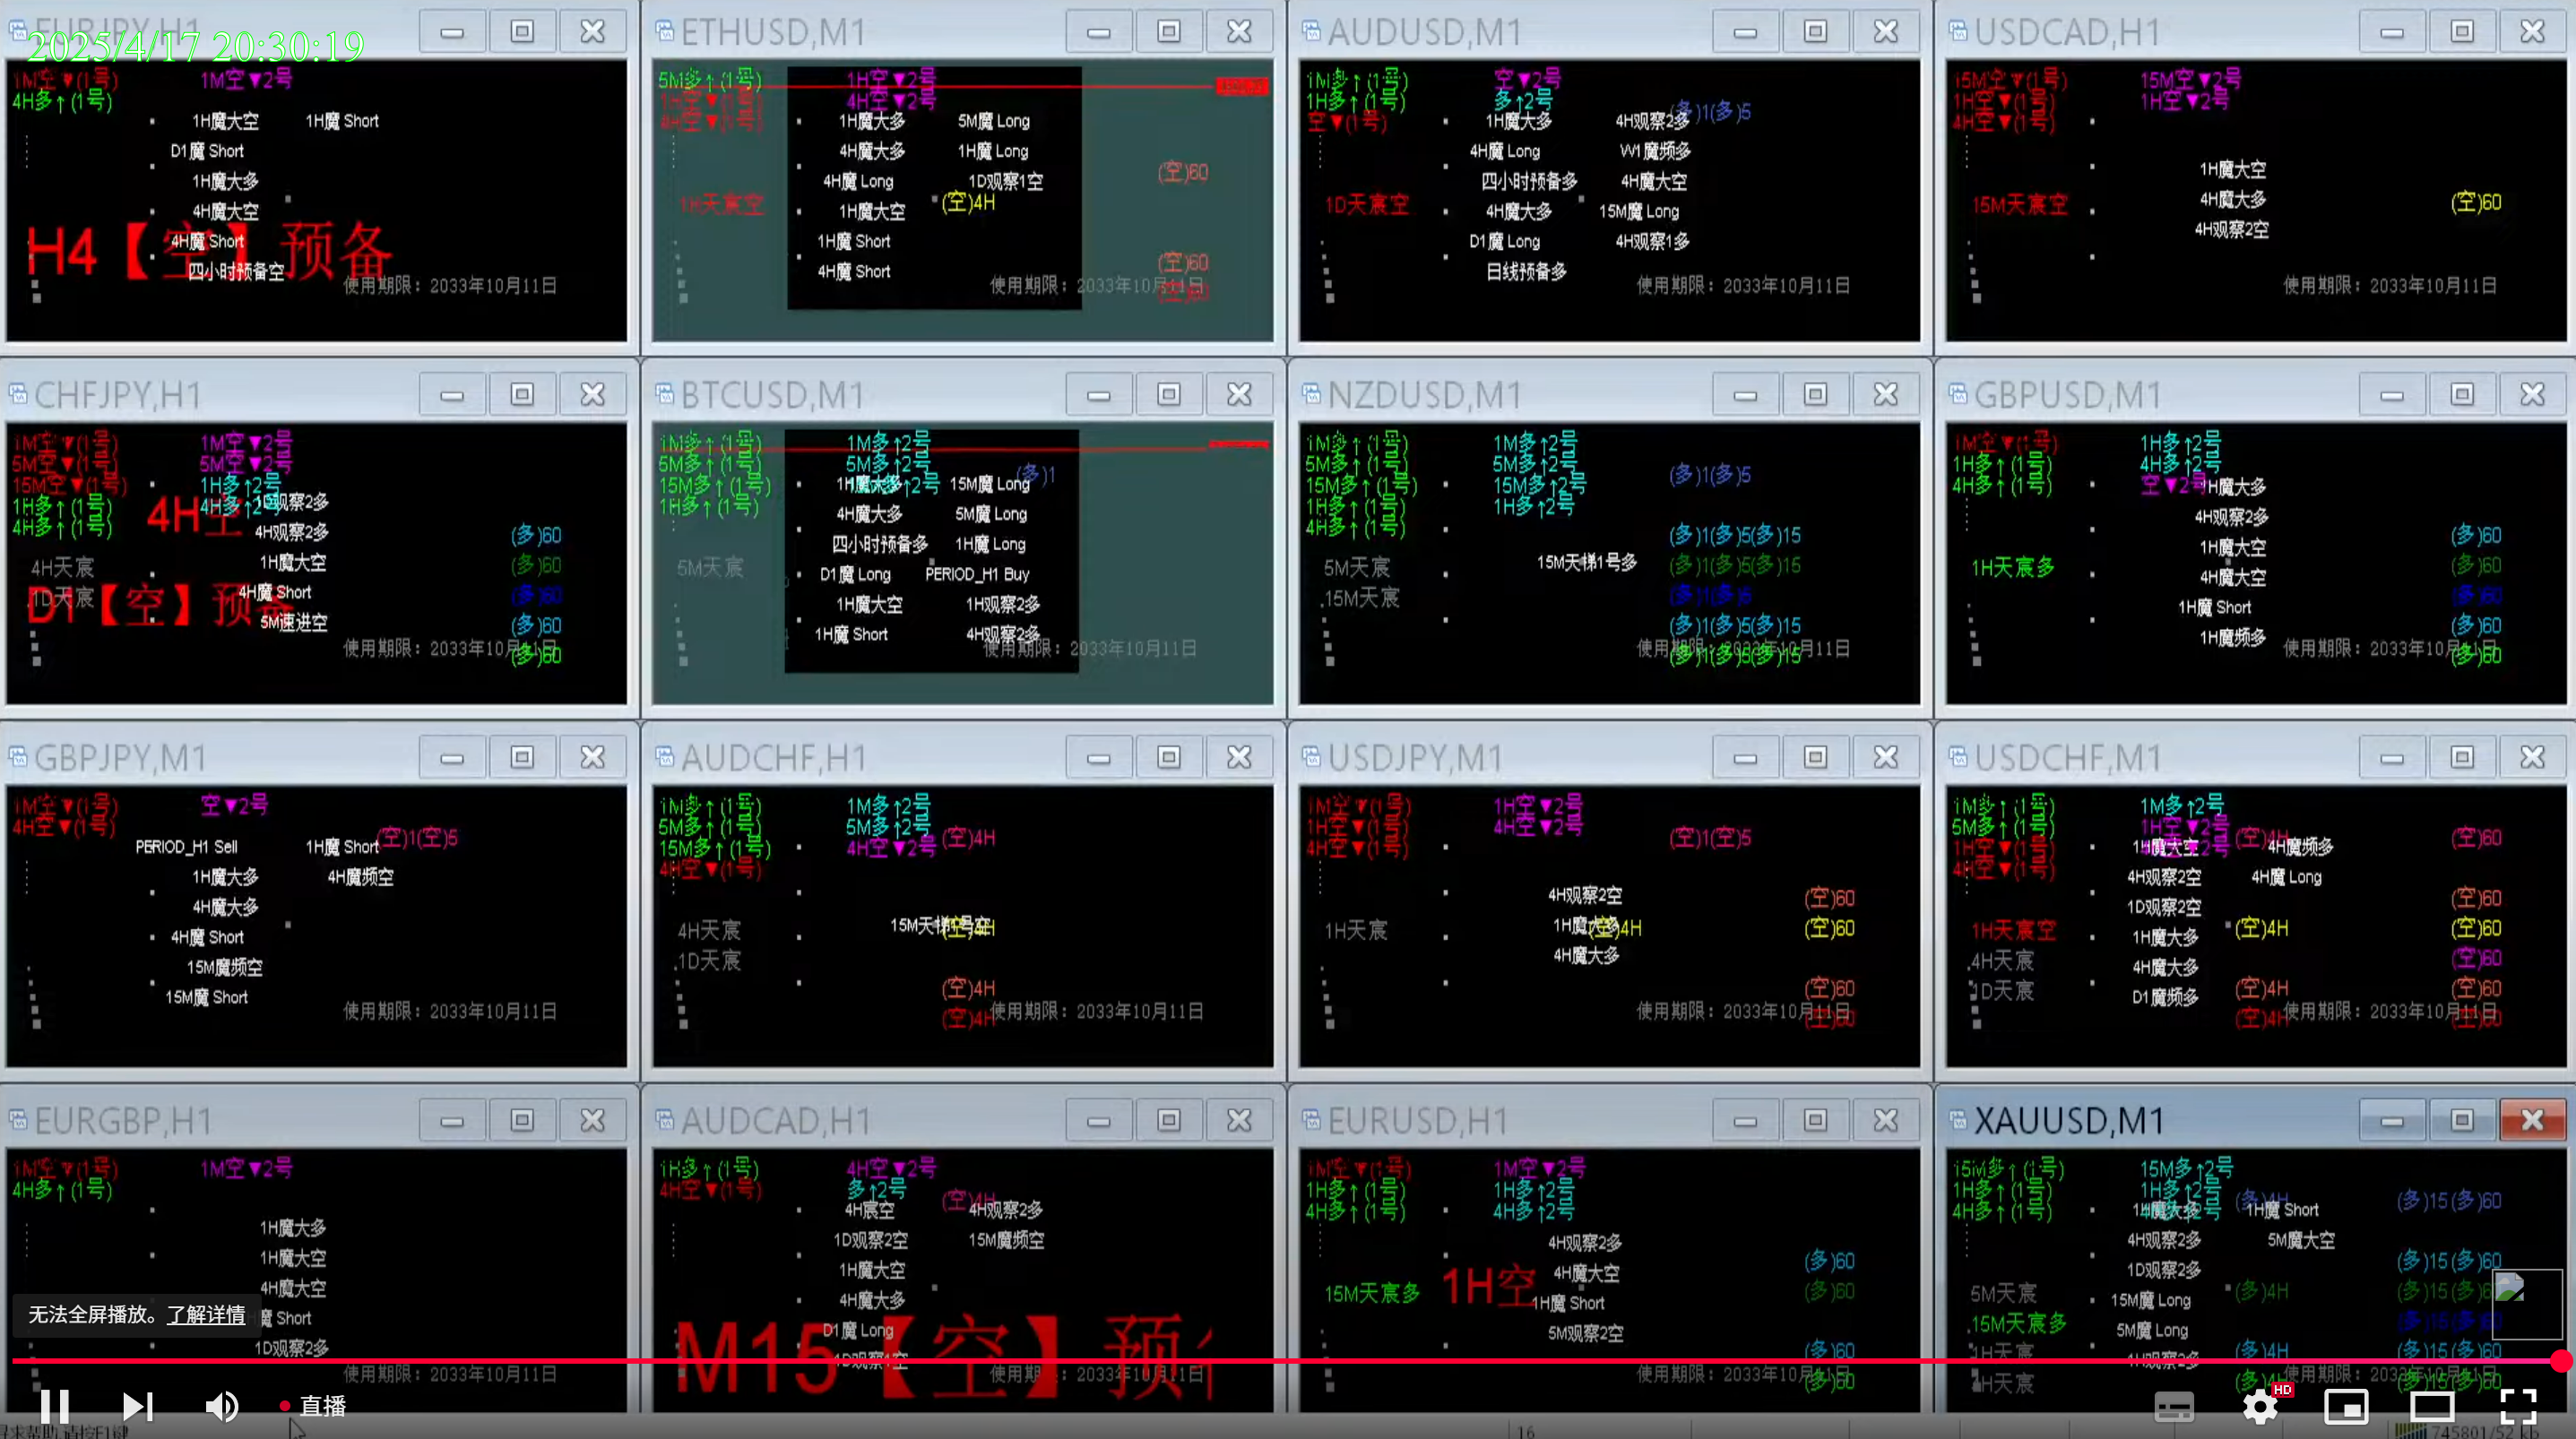 EURJPY,H1
2025/4/17 20:30:19
1M空▼(1号)
4H多↑(1号)
1M空▼2号
1H魔大空
1H魔 Short
D1魔 Short
1H魔大多
4H魔大空
4H魔 Short
四小时预备空
H4【空】预备
使用期限：2033年10月11日
ETHUSD,M1
5M多↑(1号)
1H空▼(1号)
4H空▼(1号)
1H空▼2号
4H空▼2号
1H魔大多
5M魔 Long
4H魔大多
1H魔 Long
4H魔 Long
1D观察1空
1H魔大空
(空)4H
1H魔 Short
4H魔 Short
1H天宸空
(空)60
(空)60
(空)60
使用期限：2033年10月11日
AUDUSD,M1
1M多↑(1号)
1H多↑(1号)
空▼(1号)
空▼2号
多↑2号
(多)1(多)5
1H魔大多
4H观察2多
4H魔 Long
W1魔频多
四小时预备多
4H魔大空
4H魔大多
15M魔 Long
D1魔 Long
4H观察1多
日线预备多
1D天宸空
使用期限：2033年10月11日
USDCAD,H1
15M空▼(1号)
1H空▼(1号)
4H空▼(1号)
15M空▼2号
1H空▼2号
1H魔大空
4H魔大多
4H观察2空
15M天宸空
(空)60
使用期限：2033年10月11日
CHFJPY,H1
1M空▼(1号)
5M空▼(1号)
15M空▼(1号)
1H多↑(1号)
4H多↑(1号)
1M空▼2号
5M空▼2号
1H多↑2号
4H多↑2号
4H空
4H观察2多
1H魔大空
4H魔 Short
5M速进空
4H天宸
1D天宸
D1【空】预备
(多)60
(多)60
(多)60
(多)60
(多)60
使用期限：2033年10月11日
BTCUSD,M1
1M多↑(1号)
5M多↑(1号)
15M多↑(1号)
1H多↑(1号)
1M多↑2号
5M多↑2号
(多)1
1H魔大多
15M魔 Long
4H魔大多
5M魔 Long
四小时预备多
1H魔 Long
D1魔 Long
PERIOD_H1 Buy
1H魔大空
1H观察2多
1H魔 Short
4H观察2多
5M天宸
使用期限：2033年10月11日
NZDUSD,M1
1M多↑(1号)
5M多↑(1号)
15M多↑(1号)
1H多↑(1号)
4H多↑(1号)
1M多↑2号
5M多↑2号
15M多↑2号
1H多↑2号
15M天梯1号多
5M天宸
15M天宸
(多)1(多)5
(多)1(多)5(多)15
(多)1(多)5(多)15
(多)1(多)5
(多)1(多)5(多)15
(多)1(多)5(多)15
使用期限：2033年10月11日
GBPUSD,M1
1M空▼(1号)
1H多↑(1号)
4H多↑(1号)
1H多↑2号
4H多↑2号
空▼2号
1H魔大多
4H观察2多
1H魔大空
4H魔大空
1H魔 Short
1H魔频多
1H天宸多
(多)60
(多)60
(多)60
(多)60
(多)60
使用期限：2033年10月11日
GBPJPY,M1
1M空▼(1号)
4H空▼(1号)
空▼2号
(空)1(空)5
PERIOD_H1 Sell
1H魔 Short
1H魔大多
4H魔频空
4H魔大多
4H魔 Short
15M魔频空
15M魔 Short
使用期限：2033年10月11日
AUDCHF,H1
1M多↑(1号)
5M多↑(1号)
15M多↑(1号)
4H空▼(1号)
1M多↑2号
5M多↑2号
4H空▼2号
(空)4H
(空)4H
4H天宸
1D天宸
(空)4H
(空)4H
使用期限：2033年10月11日
USDJPY,M1
1M空▼(1号)
1H空▼(1号)
4H空▼(1号)
1H空▼2号
4H空▼2号
(空)1(空)5
4H观察2空
1H魔大多
(空)4H
4H魔大多
1H天宸
(空)60
(空)60
(空)60
(空)60
使用期限：2033年10月11日
USDCHF,M1
1M多↑(1号)
5M多↑(1号)
1H空▼(1号)
4H空▼(1号)
1M多↑2号
1H空▼2号
(空)4H
(空)60
1H魔大空
4H魔频多
4H观察2空
4H魔 Long
1D观察2空
1H魔大多
4H魔大多
D1魔频多
1H天宸空
4H天宸
1D天宸
(空)4H
(空)4H
(空)4H
(空)60
(空)60
(空)60
(空)60
(空)60
使用期限：2033年10月11日
EURGBP,H1
1M空▼(1号)
4H多↑(1号)
1M空▼2号
1H魔大多
1H魔大空
4H魔大空
魔 Short
1D观察2多
无法全屏播放。了解详情
使用期限：2033年10月11日
AUDCAD,H1
1H多↑(1号)
4H空▼(1号)
4H空▼2号
多↑2号
(空)4H
4H宸空
4H观察2多
1D观察2空
15M魔频空
1H魔大空
4H魔大多
D1魔 Long
1D观察1空
M15【空】预
使用期限：2033年10月11日
EURUSD,H1
1M空▼(1号)
1H多↑(1号)
4H多↑(1号)
1M空▼2号
1H多↑2号
4H多↑2号
4H观察2多
4H魔大空
1H魔 Short
5M观察2空
15M天宸多
1H空
(多)60
(多)60
(多)60
(多)60
使用期限：2033年10月11日
XAUUSD,M1
15M多↑(1号)
1H多↑(1号)
4H多↑(1号)
15M多↑2号
1H多↑2号
(多)4H
(多)15(多)60
1H魔大多
1H魔 Short
4H观察2多
5M魔大空
1D观察2多
15M魔 Long
5M魔 Long
5M天宸
15M天宸多
1H天宸
4H天宸
(多)4H
(多)4H
(多)15(多)60
(多)15(多)60
使用期限：2033年10月11日
直播
HD
16
745801/52 kb